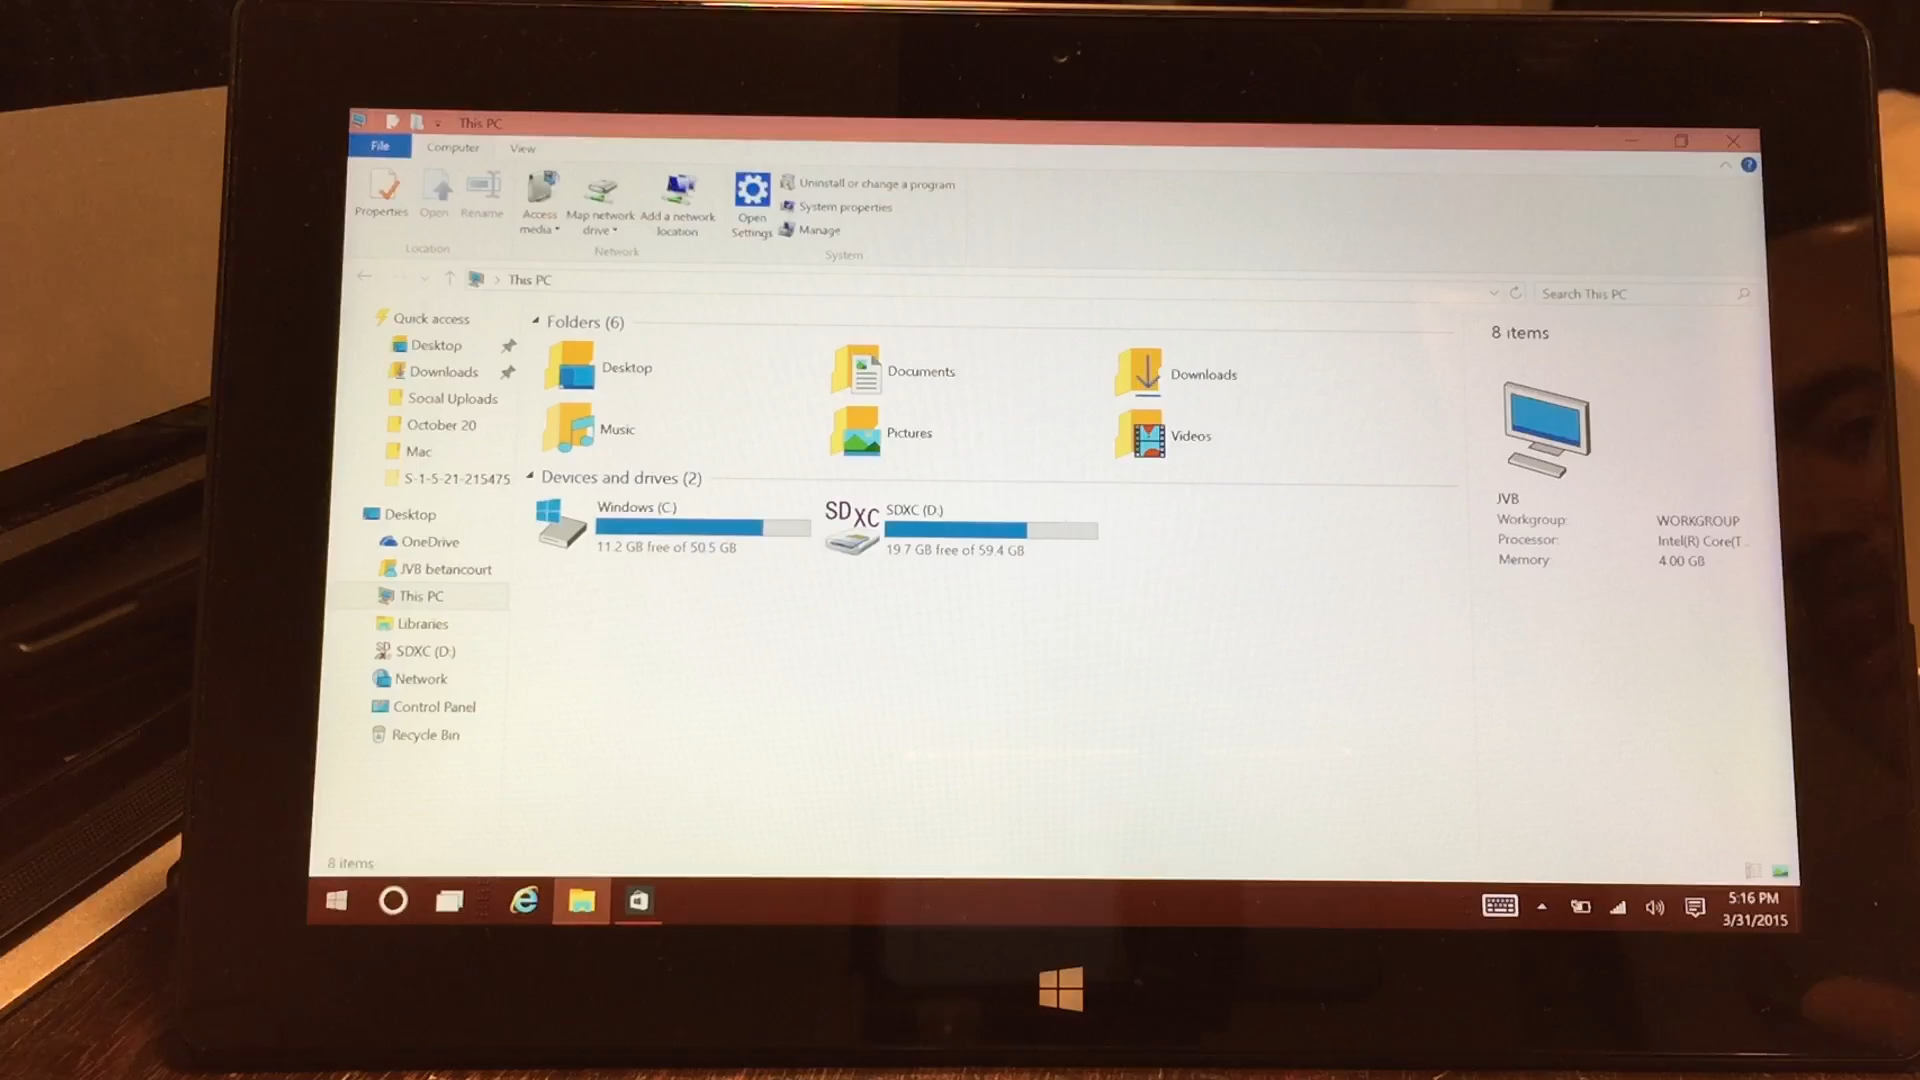 This PC
File Computer View
Properties Open Rename Access media Map network drive Add a network location Open Settings
Uninstall or change a program
System properties
Manage
Location Network System
This PC
Search This PC
Quick access
Desktop
Downloads
Social Uploads
October 20
Mac
S-1-5-21-215475
Desktop
OneDrive
JVB betancourt
This PC
Libraries
SDXC (D:)
Network
Control Panel
Recycle Bin
Folders (6)
Desktop
Documents
Downloads
Music
Pictures
Videos
Devices and drives (2)
Windows (C:)
11.2 GB free of 50.5 GB
SDXC
SDXC (D:)
19.7 GB free of 59.4 GB
8 items
JVB
Workgroup: WORKGROUP
Processor: Intel(R) Core(T...
Memory: 4.00 GB
8 items
5:16 PM
3/31/2015